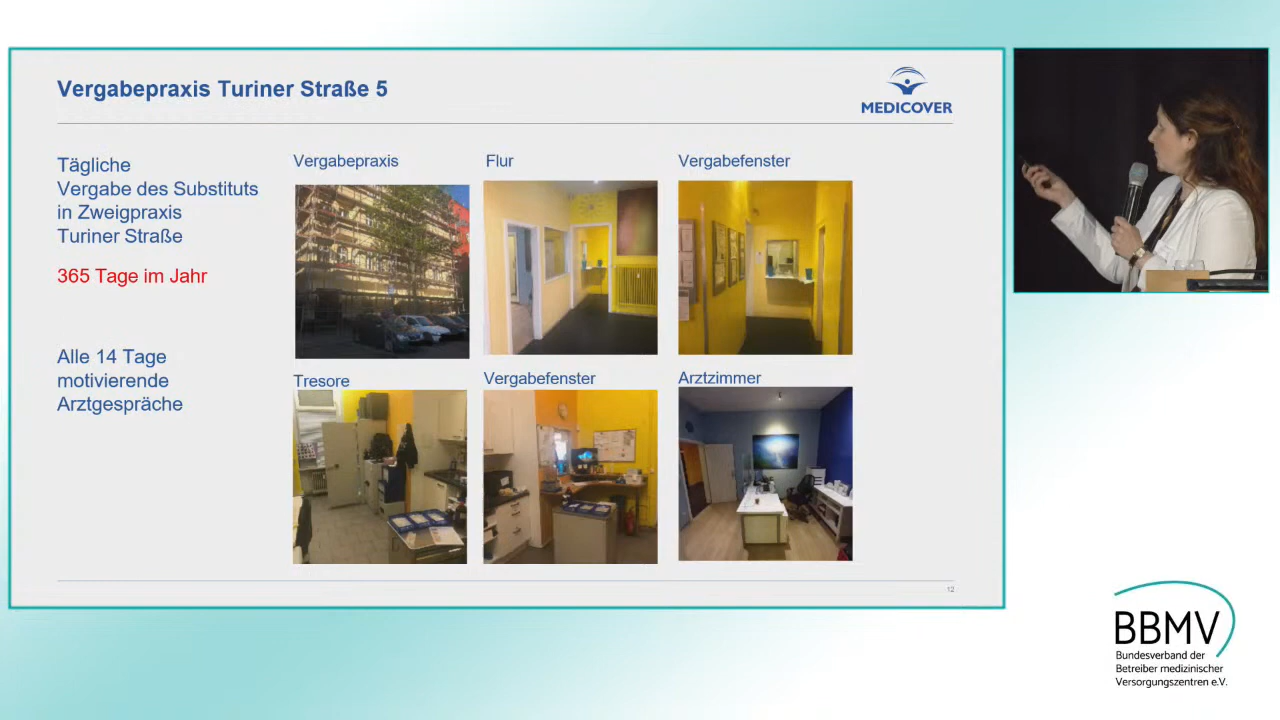 Vergabepraxis Turiner Straße 5
MEDICOVER
Tägliche
Vergabe des Substituts
in Zweigpraxis
Turiner Straße
365 Tage im Jahr
Alle 14 Tage
motivierende
Arztgespräche
Vergabepraxis
Flur
Vergabefenster
Tresore
Vergabefenster
Arztzimmer
12
BBMV
Bundesverband der
Betreiber medizinischer
Versorgungszentren e.V.